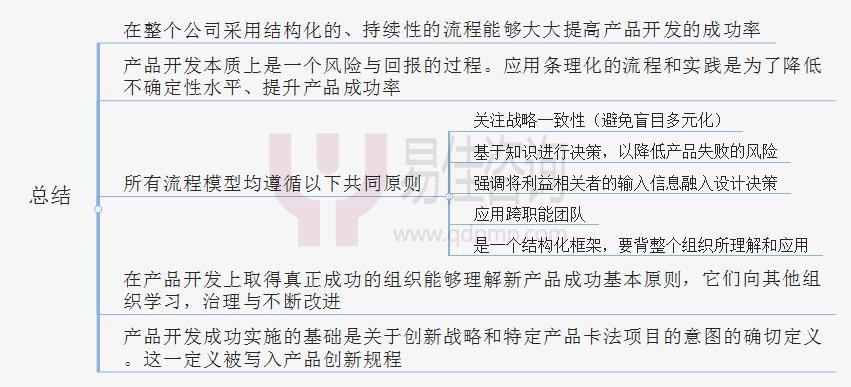 在整个公司采用结构化的、持续性的流程能够大大提高产品开发的成功率
产品开发本质上是一个风险与回报的过程。应用条理化的流程和实践是为了降低
不确定性水平、提升产品成功率
关注战略一致性（避免盲目多元化）
基于知识进行决策，以降低产品失败的风险
所有流程模型均遵循以下共同原则
强调将利益相关者的输入信息融入设计决策
总结
应用跨职能团队
是一个结构化框架，要背整个组织所理解和应用
易佳咨询
www.qdpmp.com
在产品开发上取得真正成功的组织能够理解新产品成功基本原则，它们向其他组
织学习，治理与不断改进
产品开发成功实施的基础是关于创新战略和特定产品卡法项目的意图的确切定义
。这一定义被写入产品创新规程